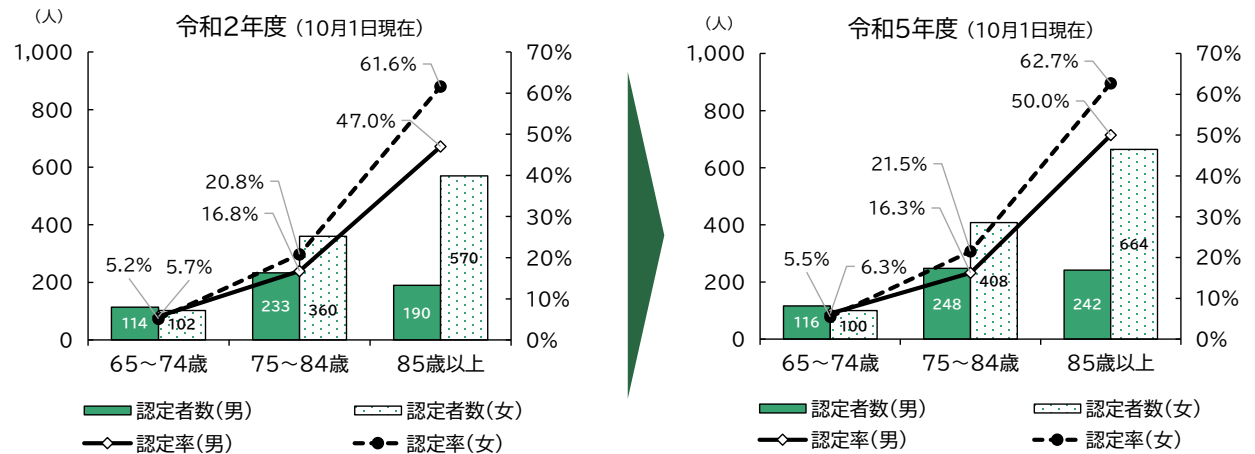 令和2年度（10月1日現在）
（人）
1,000
800
600
400
200
0
70%
60%
50%
40%
30%
20%
10%
0%
61.6%
47.0%
20.8%
16.8%
5.2%
5.7%
114
102
233
360
190
570
65～74歳
75～84歳
85歳以上
認定者数(男)
認定者数(女)
認定率(男)
認定率(女)
令和5年度（10月1日現在）
（人）
1,000
800
600
400
200
0
70%
60%
50%
40%
30%
20%
10%
0%
62.7%
50.0%
21.5%
16.3%
5.5%
6.3%
116
100
248
408
242
664
65～74歳
75～84歳
85歳以上
認定者数(男)
認定者数(女)
認定率(男)
認定率(女)